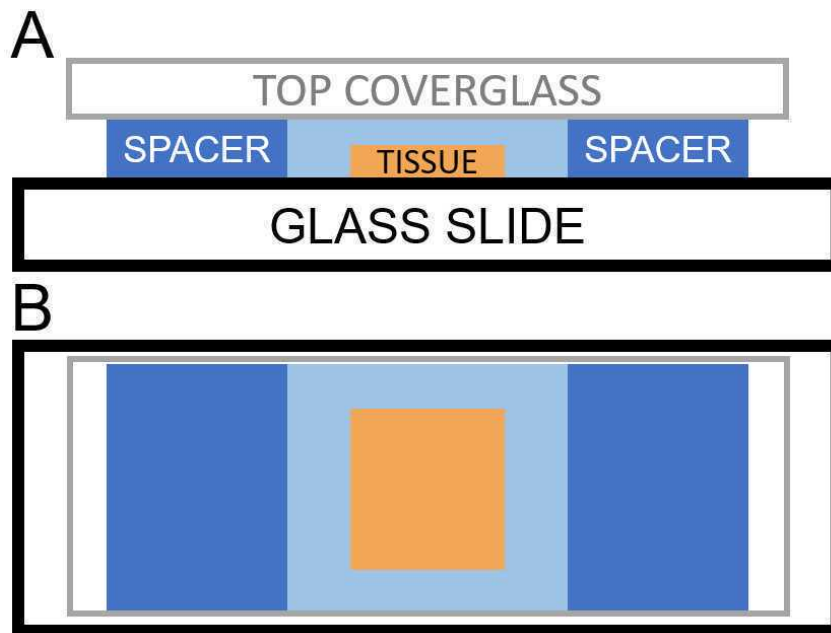 A
TOP COVERGLASS
SPACER
SPACER
TISSUE
GLASS SLIDE
B